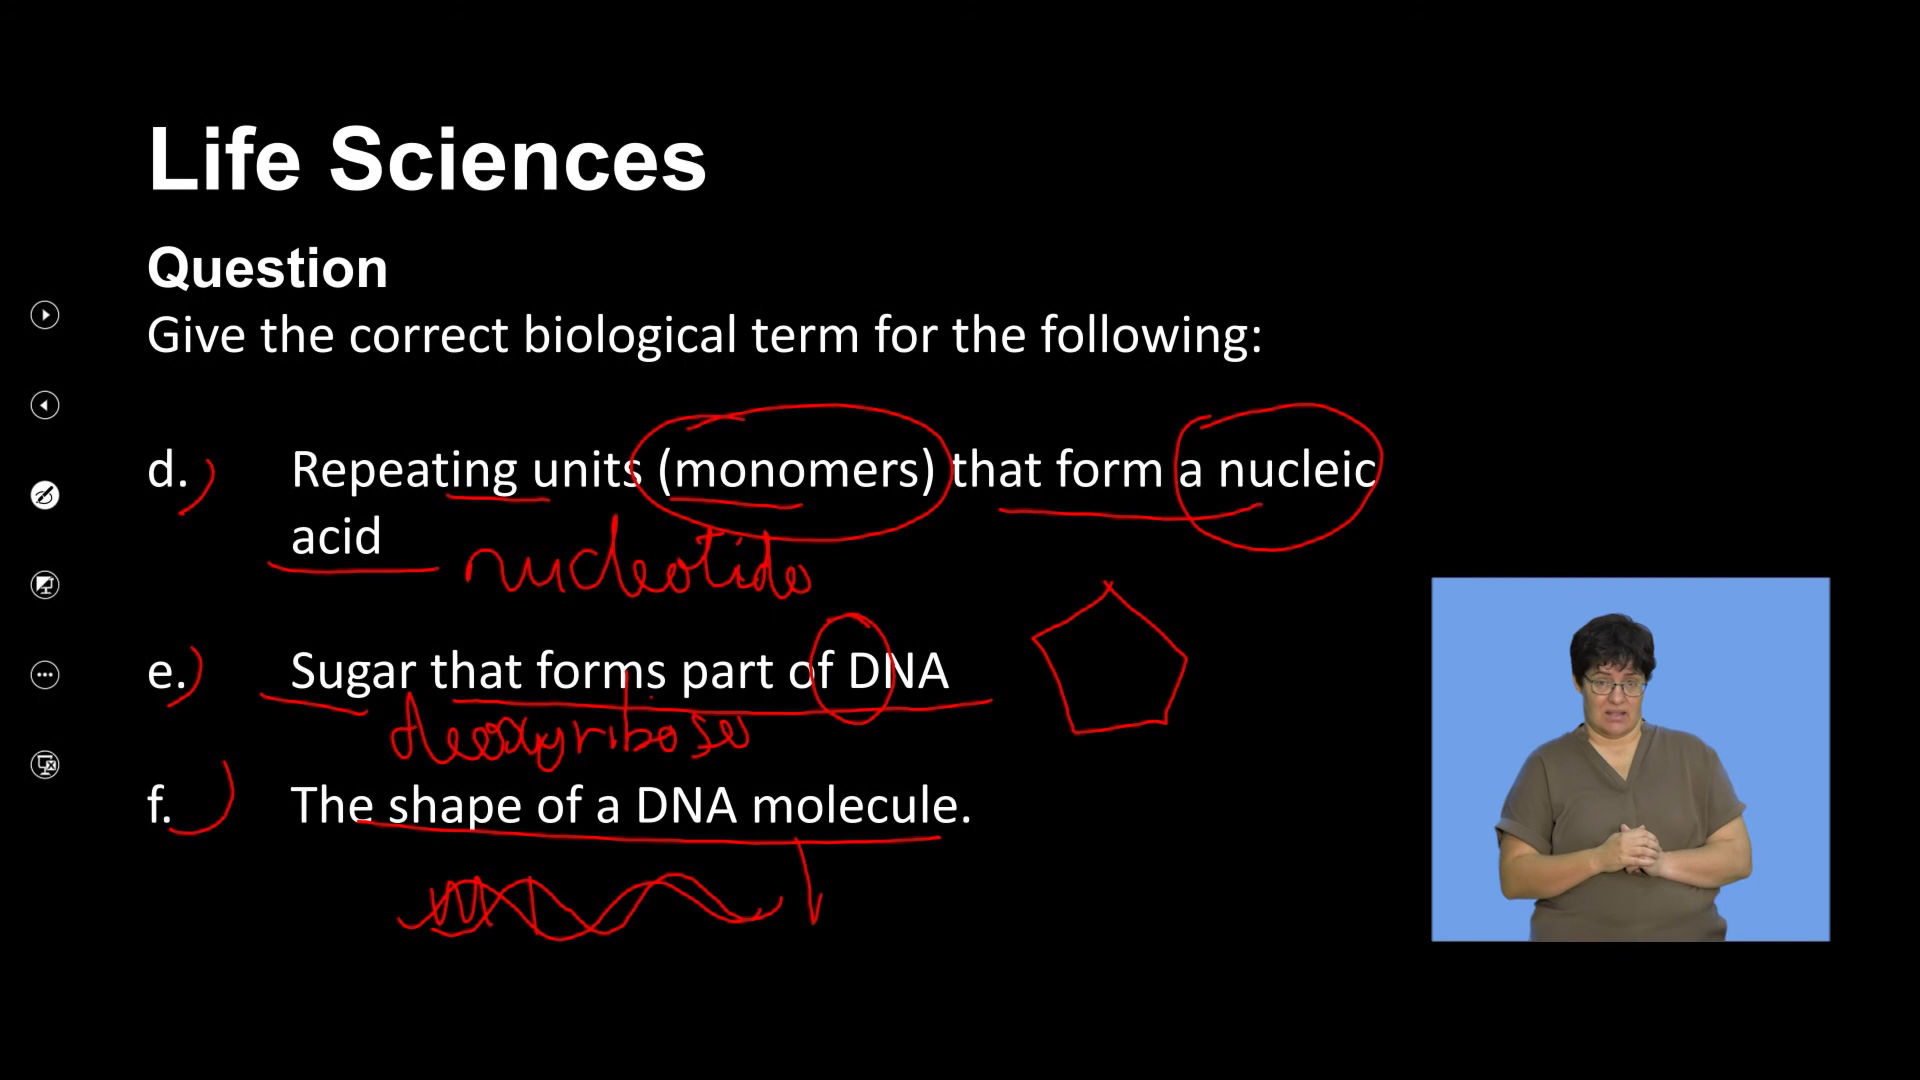 Life Sciences
Question
Give the correct biological term for the following:
d. Repeating units (monomers) that form a nucleic
acid
nucleotide
e. Sugar that forms part of DNA
deoxyribose
f. The shape of a DNA molecule.